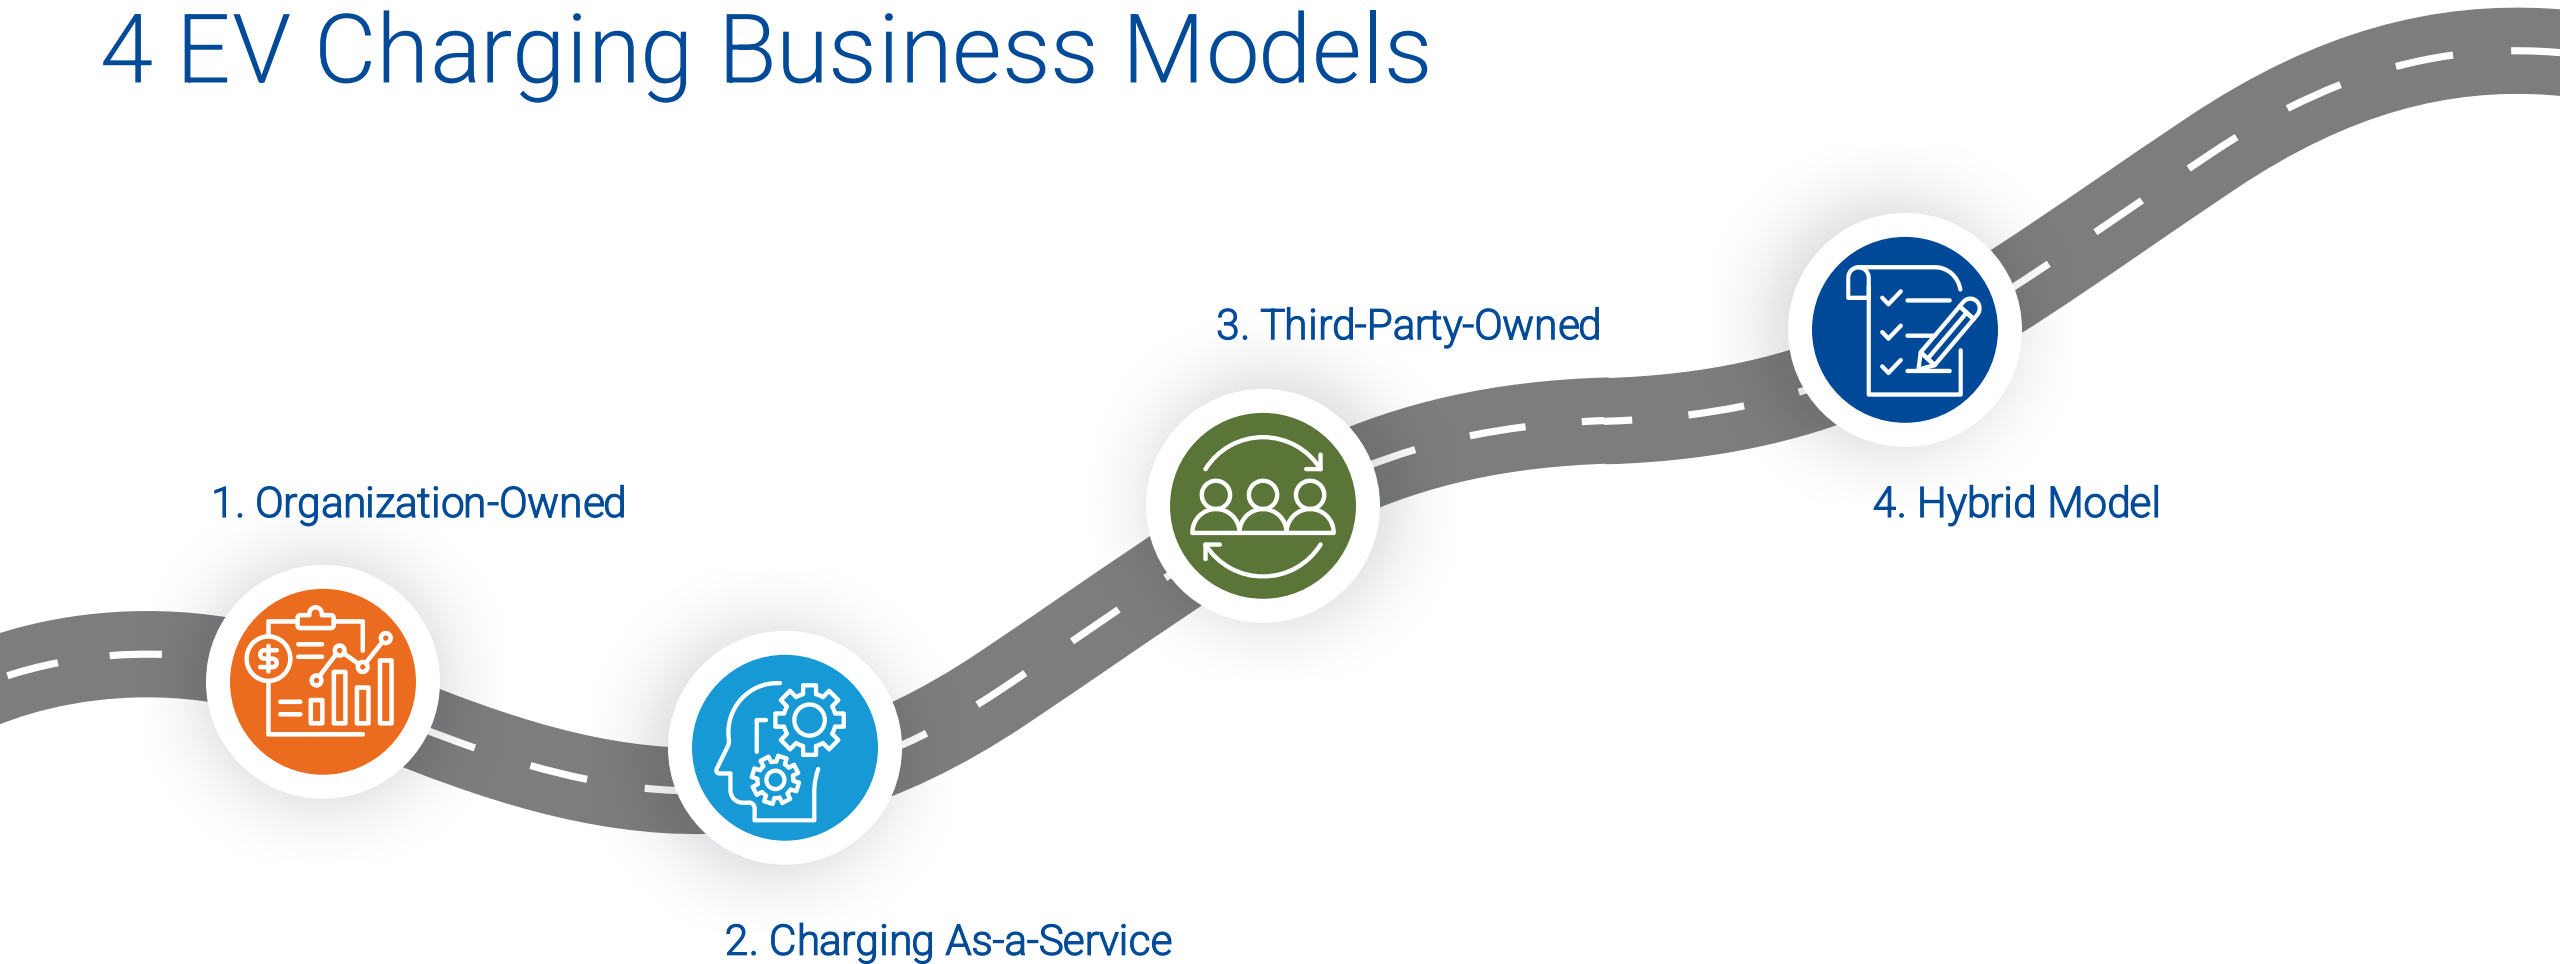 4 EV Charging Business Models
1. Organization-Owned
2. Charging As-a-Service
3. Third-Party-Owned
4. Hybrid Model
$